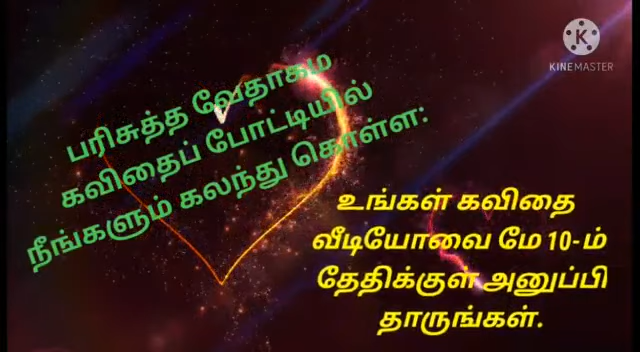 KINEMASTER
பரிசுத்த வேதாகம
கவிதைப் போட்டியில்
நீங்களும் கலந்து கொள்ள:
உங்கள் கவிதை
வீடியோவை மே 10-ம்
தேதிக்குள் அனுப்பி
தாருங்கள்.